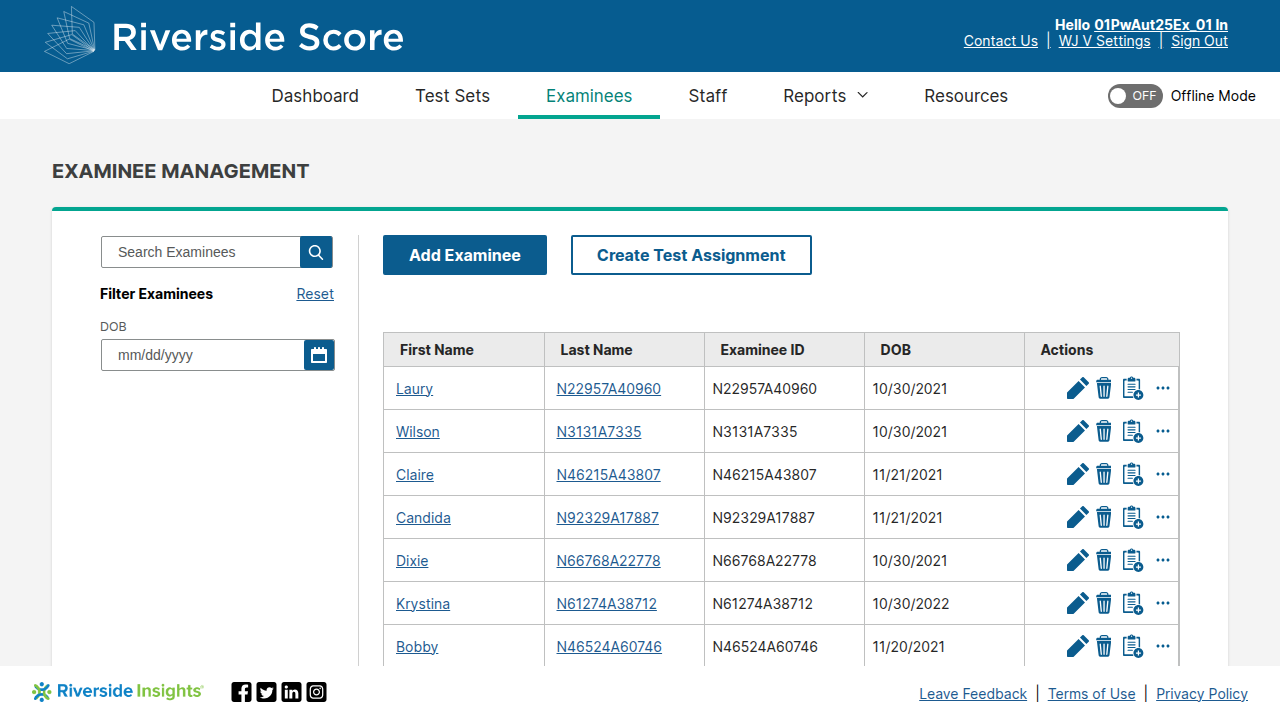 Riverside Score
Hello 01PwAut25Ex_01 In
Contact Us | WJ V Settings | Sign Out
Dashboard Test Sets Examinees Staff Reports Resources OFF Offline Mode
EXAMINEE MANAGEMENT
Search Examinees Add Examinee Create Test Assignment
Filter Examinees Reset
DOB
mm/dd/yyyy
First Name Last Name Examinee ID DOB Actions
Laury N22957A40960 N22957A40960 10/30/2021
Wilson N3131A7335 N3131A7335 10/30/2021
Claire N46215A43807 N46215A43807 11/21/2021
Candida N92329A17887 N92329A17887 11/21/2021
Dixie N66768A22778 N66768A22778 10/30/2021
Krystina N61274A38712 N61274A38712 10/30/2022
Bobby N46524A60746 N46524A60746 11/20/2021
Riverside Insights Leave Feedback | Terms of Use | Privacy Policy